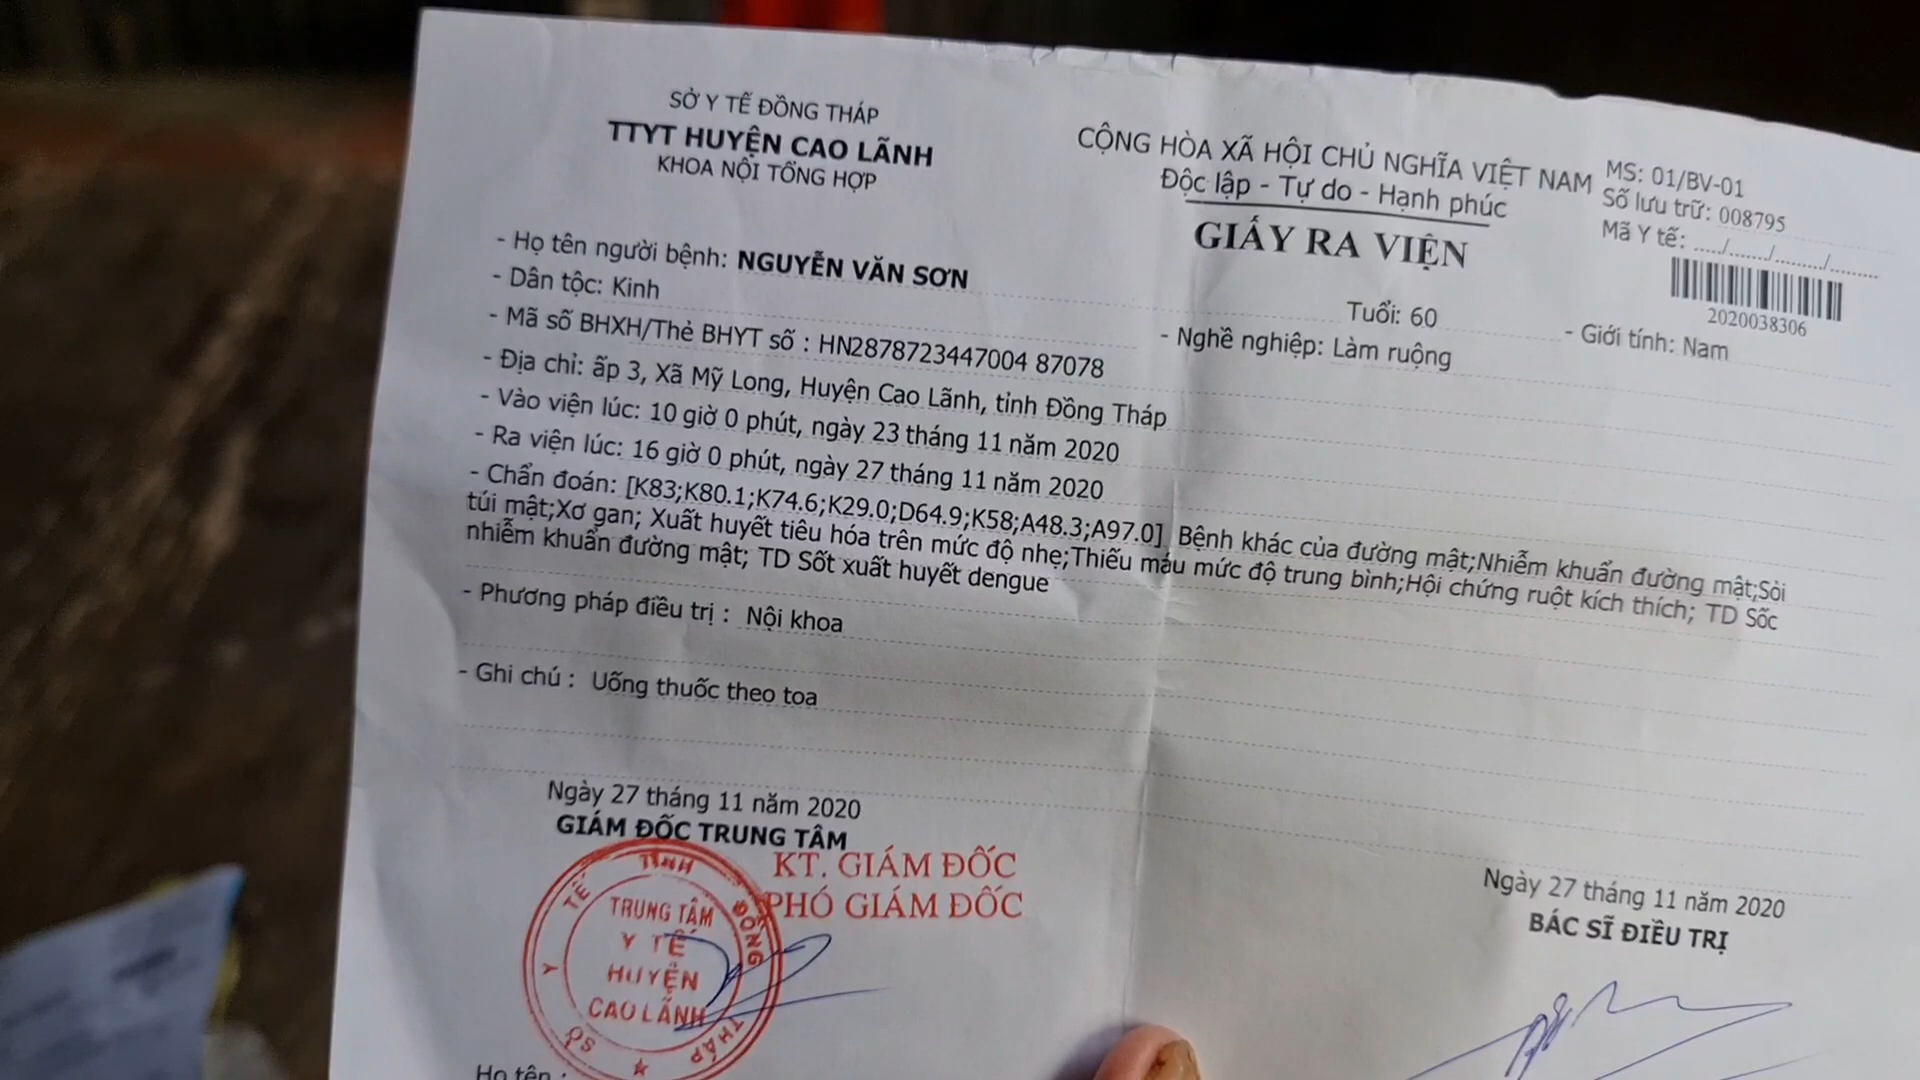 SỞ Y TẾ ĐỒNG THÁP
TTYT HUYỆN CAO LÃNH
KHOA NỘI TỔNG HỢP
CỘNG HÒA XÃ HỘI CHỦ NGHĨA VIỆT NAM
Độc lập - Tự do - Hạnh phúc
GIẤY RA VIỆN
MS: 01/BV-01
Số lưu trữ: 008795
Mã Y tế: ...../......./......../.........
2020038306
- Họ tên người bệnh: NGUYỄN VĂN SƠN
Tuổi: 60
- Giới tính: Nam
- Dân tộc: Kinh
- Nghề nghiệp: Làm ruộng
- Mã số BHXH/Thẻ BHYT số : HN2878723447004 87078
- Địa chỉ: ấp 3, Xã Mỹ Long, Huyện Cao Lãnh, tỉnh Đồng Tháp
- Vào viện lúc: 10 giờ 0 phút, ngày 23 tháng 11 năm 2020
- Ra viện lúc: 16 giờ 0 phút, ngày 27 tháng 11 năm 2020
- Chẩn đoán: [K83;K80.1;K74.6;K29.0;D64.9;K58;A48.3;A97.0] Bệnh khác của đường mật;Nhiễm khuẩn đường mật;Sỏi
túi mật;Xơ gan; Xuất huyết tiêu hóa trên mức độ nhẹ;Thiếu máu mức độ trung bình;Hội chứng ruột kích thích; TD Sốc
nhiễm khuẩn đường mật; TD Sốt xuất huyết dengue
- Phương pháp điều trị : Nội khoa
- Ghi chú : Uống thuốc theo toa
Ngày 27 tháng 11 năm 2020
GIÁM ĐỐC TRUNG TÂM
KT. GIÁM ĐỐC
PHÓ GIÁM ĐỐC
SỞ Y TẾ TỈNH ĐỒNG THÁP
TRUNG TÂM
Y TẾ
HUYỆN
CAO LÃNH
Ngày 27 tháng 11 năm 2020
BÁC SĨ ĐIỀU TRỊ
Họ tên :